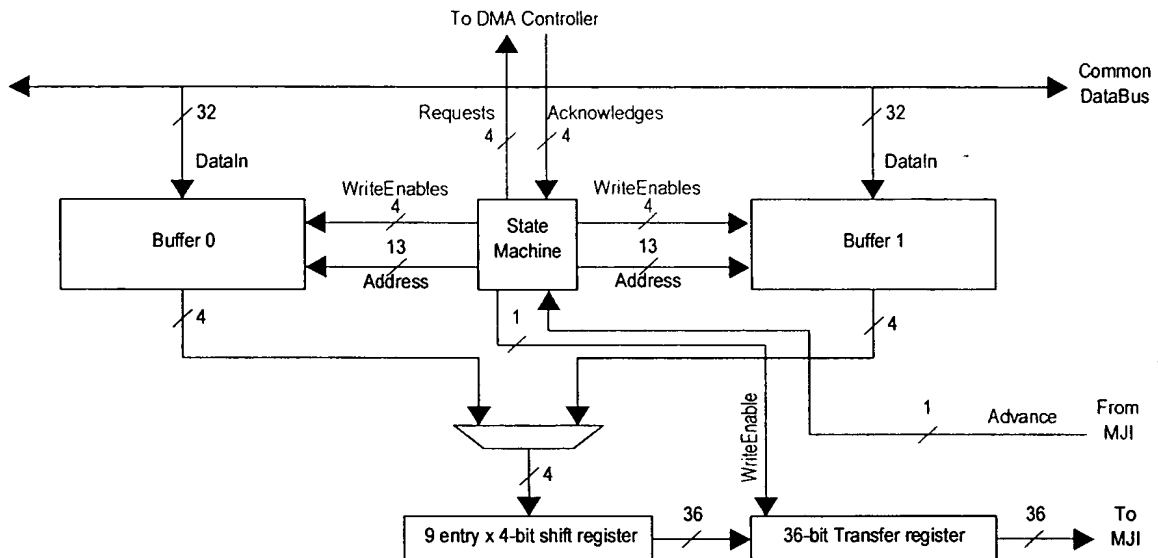 To DMA Controller
Common
DataBus
32
Requests
Acknowledges
32
4
4
DataIn
DataIn
WriteEnables
WriteEnables
4
4
State
Machine
Buffer 0
Buffer 1
13
13
Address
Address
4
1
4
WriteEnable
1
Advance
From
MJI
4
9 entry x 4-bit shift register
36
36-bit Transfer register
36
To
MJI